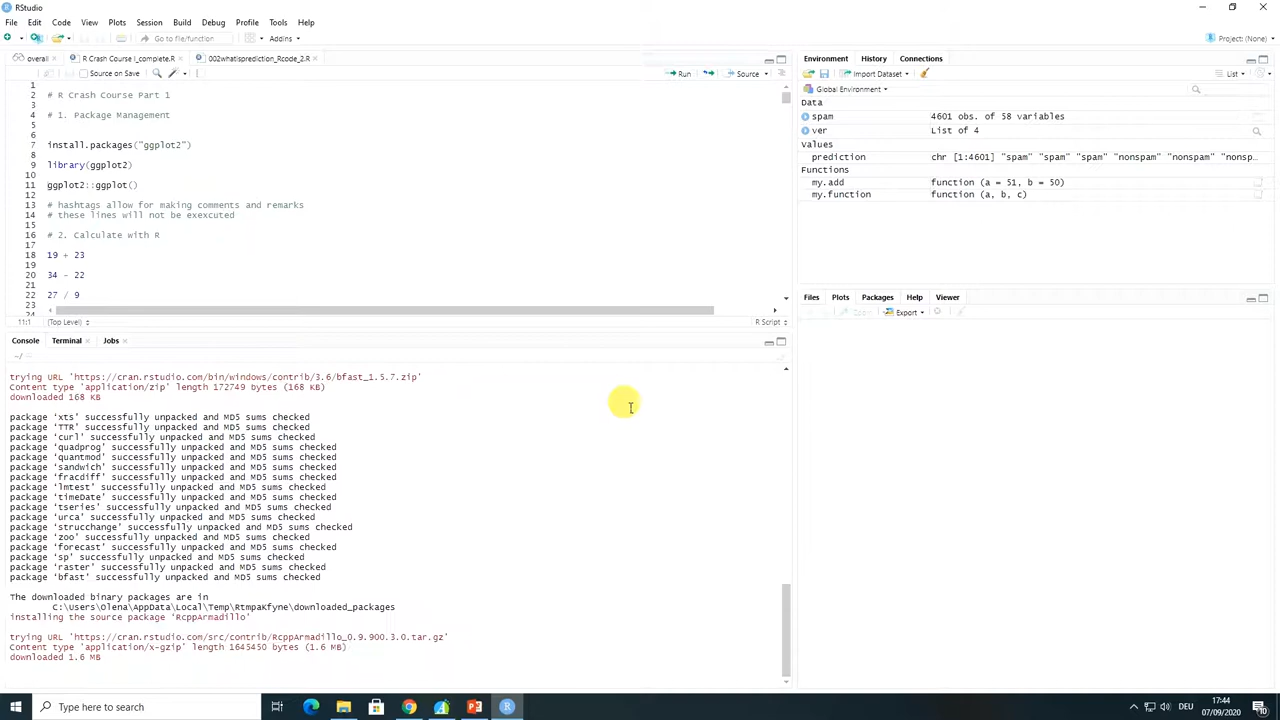 RStudio
File Edit Code View Plots Session Build Debug Profile Tools Help
Go to file/function Addins Project: (None)
overall R Crash Course I_complete.R 002whatisprediction_Rcode_2.R
Source on Save Run Source
1
2 # R Crash Course Part 1
3
4 # 1. Package Management
5
6
7 install.packages("ggplot2")
8
9 library(ggplot2)
10
11 ggplot2::ggplot()
12
13 # hashtags allow for making comments and remarks
14 # these lines will not be exexcuted
15
16 # 2. Calculate with R
17
18 19 + 23
19
20 34 - 22
21
22 27 / 9
23
24
11:1 (Top Level) R Script
Console Terminal Jobs
~/
trying URL 'https://cran.rstudio.com/bin/windows/contrib/3.6/bfast_1.5.7.zip'
Content type 'application/zip' length 172749 bytes (168 KB)
downloaded 168 KB
package ‘xts’ successfully unpacked and MD5 sums checked
package ‘TTR’ successfully unpacked and MD5 sums checked
package ‘curl’ successfully unpacked and MD5 sums checked
package ‘quadprog’ successfully unpacked and MD5 sums checked
package ‘quantmod’ successfully unpacked and MD5 sums checked
package ‘sandwich’ successfully unpacked and MD5 sums checked
package ‘fracdiff’ successfully unpacked and MD5 sums checked
package ‘lmtest’ successfully unpacked and MD5 sums checked
package ‘timeDate’ successfully unpacked and MD5 sums checked
package ‘tseries’ successfully unpacked and MD5 sums checked
package ‘urca’ successfully unpacked and MD5 sums checked
package ‘strucchange’ successfully unpacked and MD5 sums checked
package ‘zoo’ successfully unpacked and MD5 sums checked
package ‘forecast’ successfully unpacked and MD5 sums checked
package ‘sp’ successfully unpacked and MD5 sums checked
package ‘raster’ successfully unpacked and MD5 sums checked
package ‘bfast’ successfully unpacked and MD5 sums checked
The downloaded binary packages are in
C:\Users\Olena\AppData\Local\Temp\RtmpaKfyne\downloaded_packages
installing the source package ‘RcppArmadillo’
trying URL 'https://cran.rstudio.com/src/contrib/RcppArmadillo_0.9.900.3.0.tar.gz'
Content type 'application/x-gzip' length 1645450 bytes (1.6 MB)
downloaded 1.6 MB
Environment History Connections
Import Dataset List
Global Environment
Data
spam 4601 obs. of 58 variables
ver List of 4
Values
prediction chr [1:4601] "spam" "spam" "spam" "nonspam" "nonspam" "nonsp…
Functions
my.add function (a = 51, b = 50)
my.function function (a, b, c)
Files Plots Packages Help Viewer
Zoom Export
Type here to search
DEU 17:44
07/09/2020
10